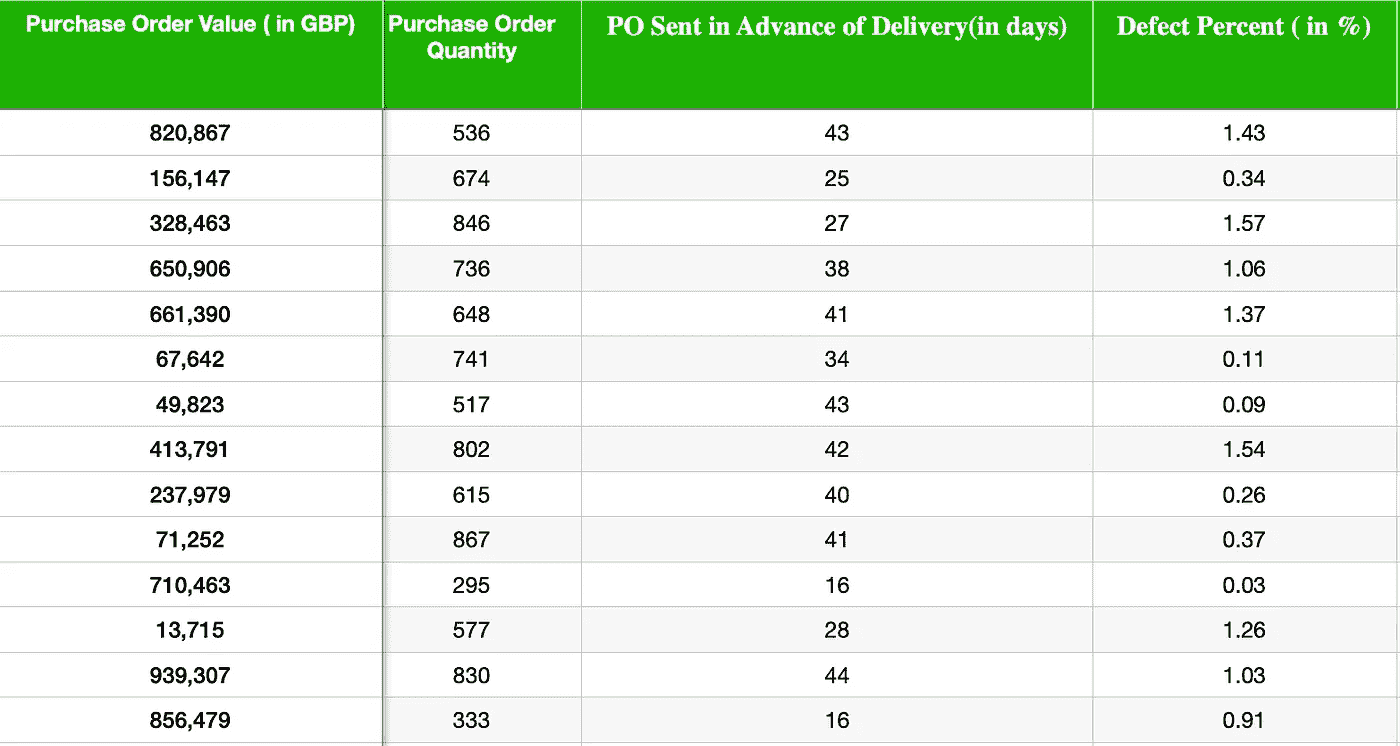 Purchase Order Value ( in GBP) Purchase Order Quantity PO Sent in Advance of Delivery(in days) Defect Percent ( in %)
820,867 536 43 1.43
156,147 674 25 0.34
328,463 846 27 1.57
650,906 736 38 1.06
661,390 648 41 1.37
67,642 741 34 0.11
49,823 517 43 0.09
413,791 802 42 1.54
237,979 615 40 0.26
71,252 867 41 0.37
710,463 295 16 0.03
13,715 577 28 1.26
939,307 830 44 1.03
856,479 333 16 0.91